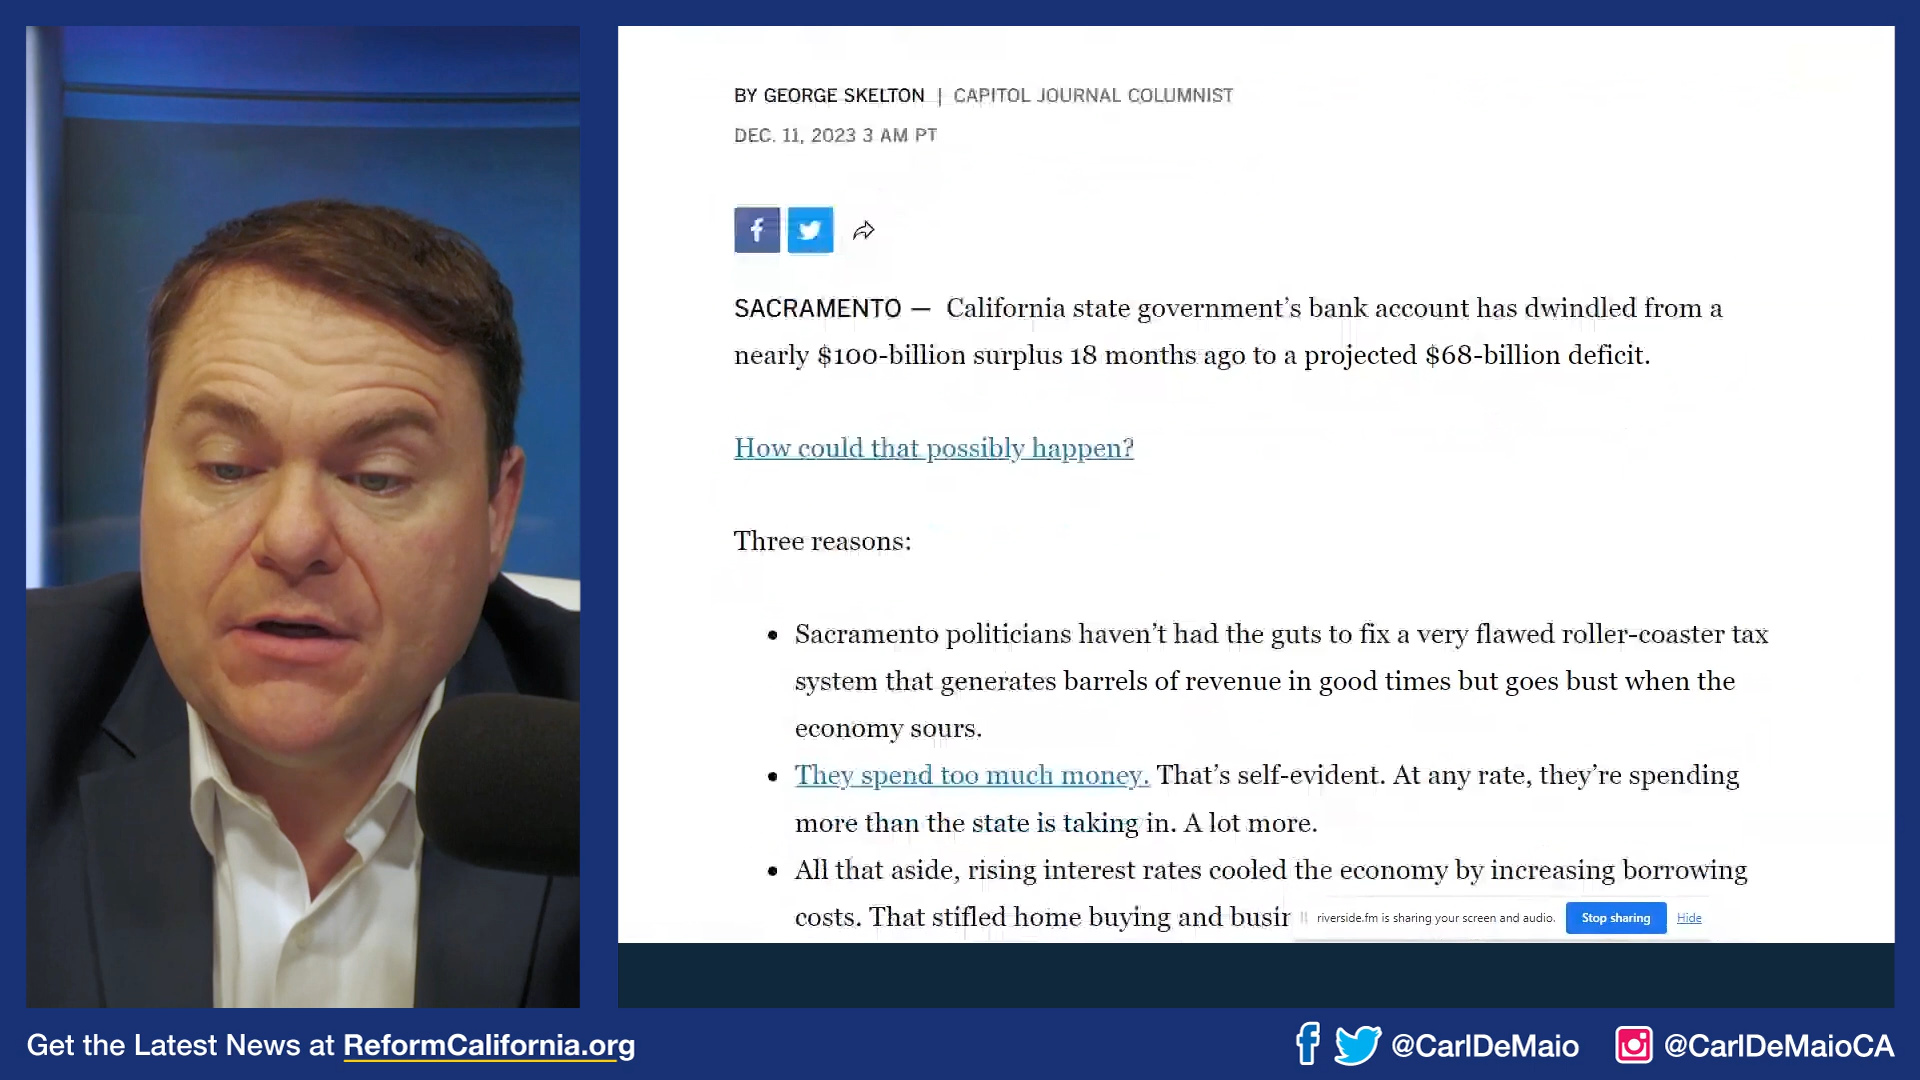 BY GEORGE SKELTON | CAPITOL JOURNAL COLUMNIST
DEC. 11, 2023 3 AM PT
SACRAMENTO — California state government’s bank account has dwindled from a
nearly $100-billion surplus 18 months ago to a projected $68-billion deficit.
How could that possibly happen?
Three reasons:
• Sacramento politicians haven’t had the guts to fix a very flawed roller-coaster tax
system that generates barrels of revenue in good times but goes bust when the
economy sours.
• They spend too much money. That’s self-evident. At any rate, they’re spending
more than the state is taking in. A lot more.
• All that aside, rising interest rates cooled the economy by increasing borrowing
costs. That stifled home buying and
riverside.fm is sharing your screen and audio. Stop sharing Hide
Get the Latest News at ReformCalifornia.org
@CarlDeMaio @CarlDeMaioCA